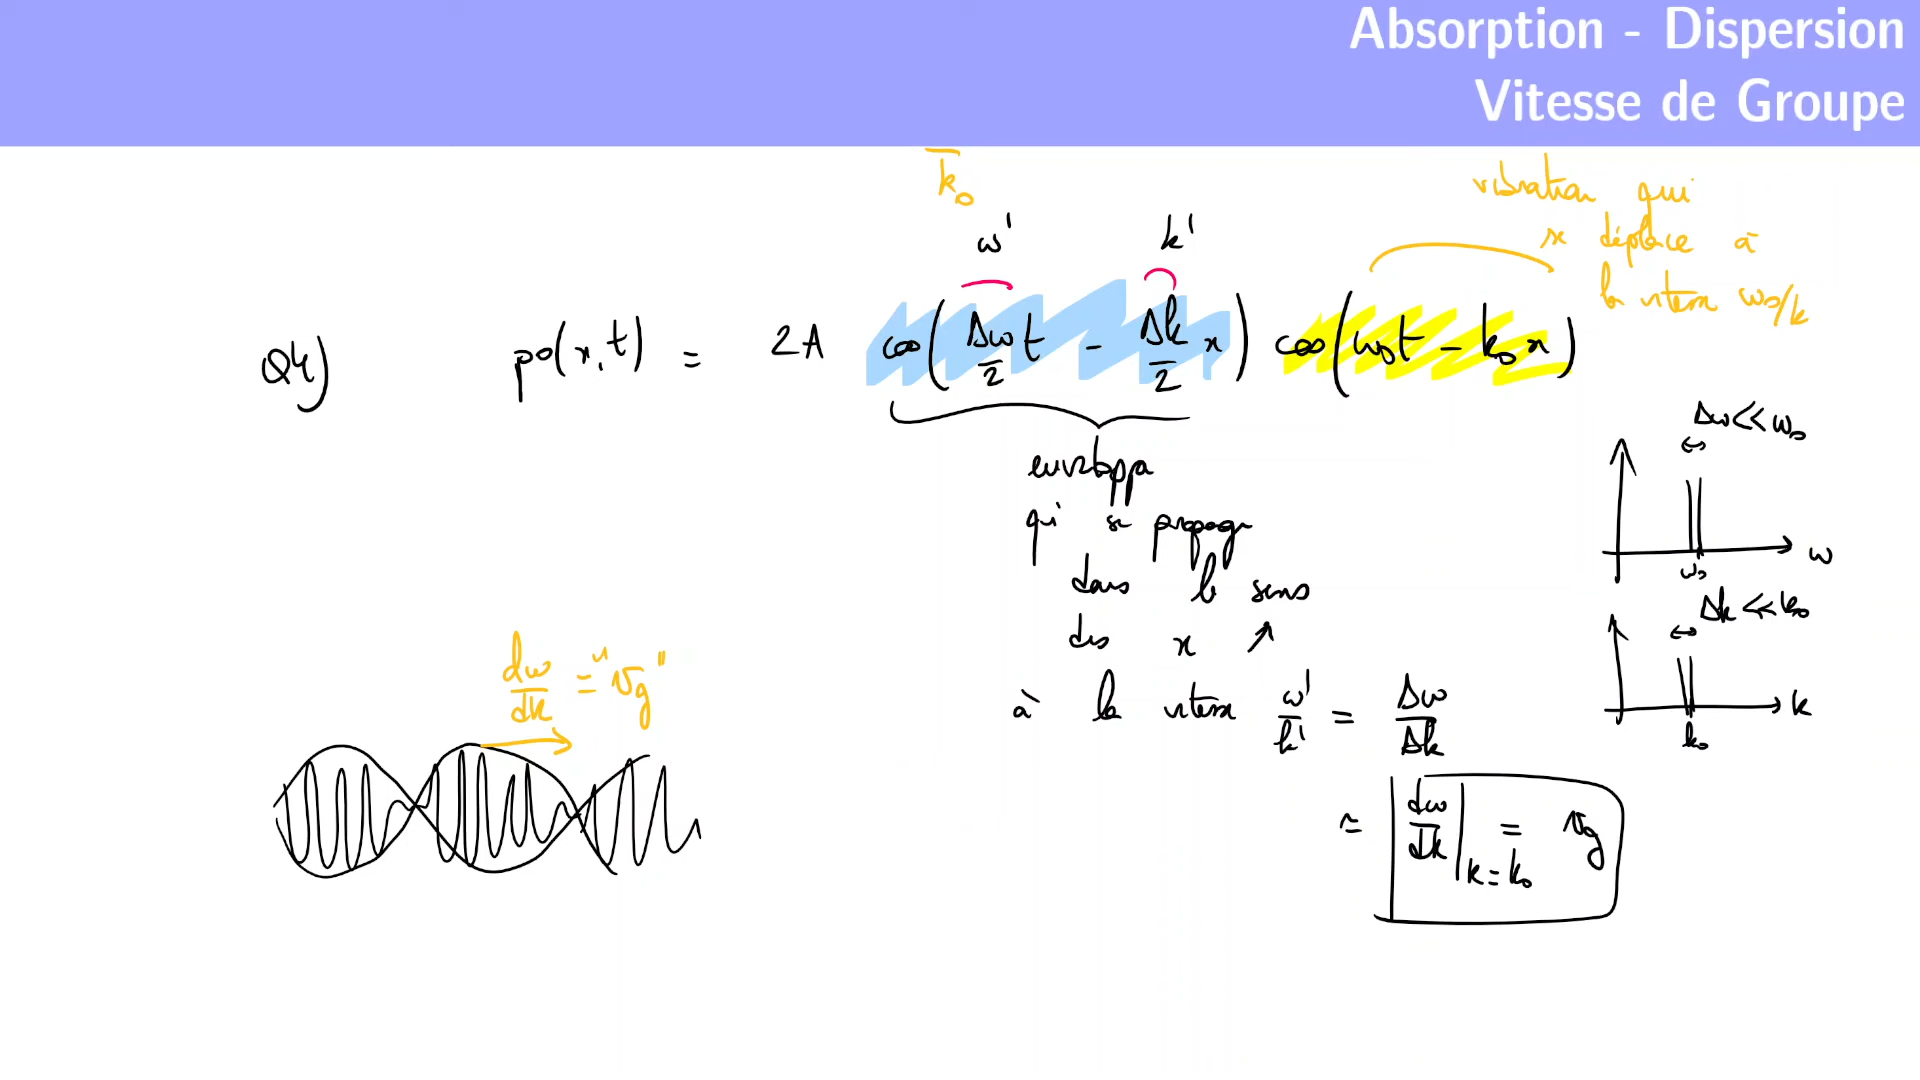 Absorption - Dispersion
Vitesse de Groupe
k₀
vibration qui
se déplace à
la vitesse ω₀/k
ω' k'
Q4) po(x,t) = 2A cos(Δω/2 t - Δk/2 x) cos(ω₀t - k₀x)
enveloppe
qui se propage
dans le sens
des x ↗
à la vitesse ω'/k' = Δω/Δk
≈ dω/dk |k=k₀ = vg
dω/dk = "vg"
Δω << ω₀
ω
ω₀
Δk << k₀
k
k₀